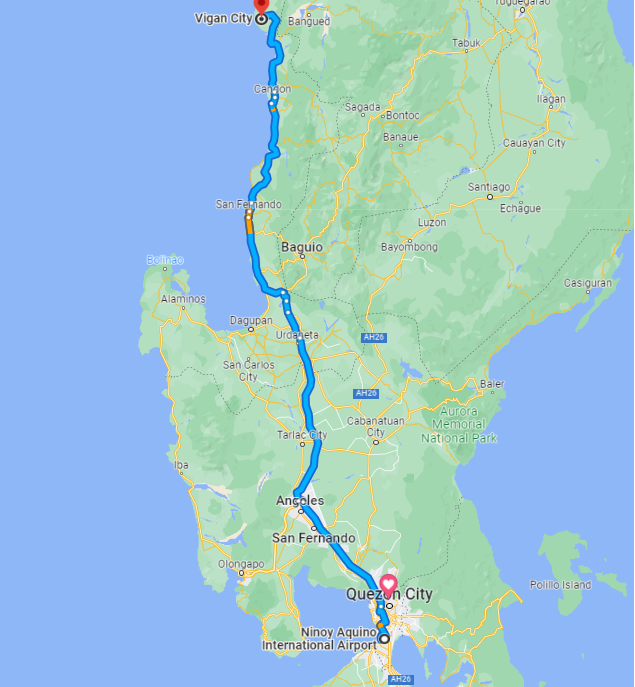 Tuguegarao
Vigan City
Bangued
Tabuk
Candon
Ilagan
Sagada
Bontoc
Banaue
Cauayan City
Santiago
San Fernando
Echague
Luzon
Baguio
Bayombong
Bolinao
Casiguran
Alaminos
Dagupan
Urdaneta
AH26
San Carlos
City
AH26
Baler
Aurora
Memorial
National Park
Cabanatuan
City
Tarlac City
Iba
Angeles
San Fernando
Olongapo
Polillo Island
Quezon City
Ninoy Aquino
International Airport
AH26